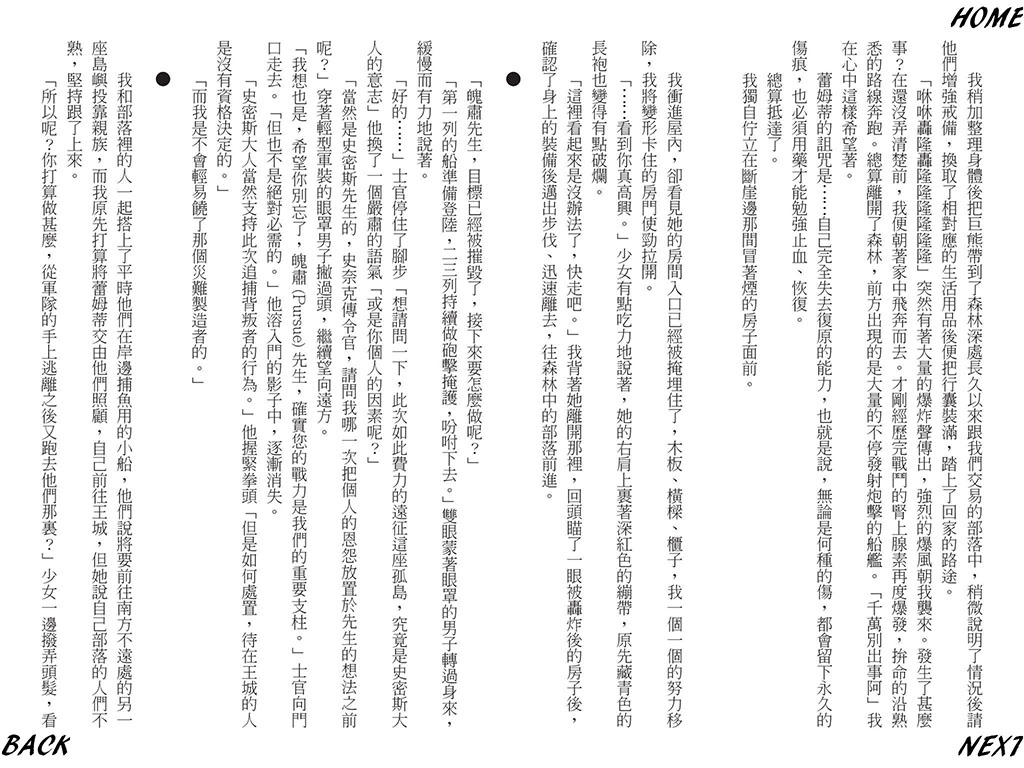 HOME
我稍加整理身體後把巨熊帶到了森林深處長久以來跟我們交易的部落中，稍微說明了情況後請
他們增強戒備，換取了相對應的生活用品後便把行囊裝滿，踏上了回家的路途。
「咻咻轟隆轟隆隆隆隆隆」突然有著大量的爆炸聲傳出，強烈的爆風朝我襲來。發生了甚麼
事？在還沒弄清楚前，我便朝著家中飛奔而去。才剛經歷完戰鬥的腎上腺素再度爆發，拚命的沿熟
悉的路線奔跑。總算離開了森林，前方出現的是大量的不停發射炮擊的船艦。「千萬別出事阿」我
在心中這樣希望著。
蕾姆蒂的詛咒是……自己完全失去復原的能力，也就是說，無論是何種的傷，都會留下永久的
傷痕，也必須用藥才能勉強止血、恢復。
總算抵達了。
我獨自佇立在斷崖邊那間冒著煙的房子面前。
我衝進屋內，卻看見她的房間入口已經被掩埋住了，木板、橫樑、櫃子，我一個一個的努力移
除，我將變形卡住的房門使勁拉開。
「……看到你真高興。」少女有點吃力地說著，她的右肩上裹著深紅色的繃帶，原先藏青色的
長袍也變得有點破爛。
「這裡看起來是沒辦法了，快走吧。」我背著她離開那裡，回頭瞄了一眼被轟炸後的房子後，
確認了身上的裝備後邁出步伐、迅速離去，往森林中的部落前進。
●
「魄肅先生，目標已經被摧毀了，接下來要怎麼做呢？」
「第一列的船準備登陸，二三列持續做砲擊掩護，吩咐下去。」雙眼蒙著眼罩的男子轉過身來，
緩慢而有力地說著。
「好的……」士官停住了腳步「想請問一下，此次如此費力的遠征這座孤島，究竟是史密斯大
人的意志」他換了一個嚴肅的語氣「或是你個人的因素呢？」
「當然是史密斯先生的，史奈克傳令官，請問我哪一次把個人的恩怨放置於先生的想法之前
呢？」穿著輕型軍裝的眼罩男子撇過頭，繼續望向遠方。
「我想也是，希望你別忘了，魄肅 (Pursue) 先生，確實您的戰力是我們的重要支柱。」士官向門
口走去。「但也不是絕對必需的。」他溶入門的影子中，逐漸消失。
「史密斯大人當然支持此次追捕背叛者的行為。」他握緊拳頭「但是如何處置，待在王城的人
是沒有資格決定的。」
「而我是不會輕易饒了那個災難製造者的。」
●
我和部落裡的人一起搭上了平時他們在岸邊捕魚用的小船，他們說將要前往南方不遠處的另一
座島嶼投靠親族，而我原先打算將蕾姆蒂交由他們照顧，自己前往王城，但她說自己部落的人們不
熟，堅持跟了上來。
「所以呢？你打算做甚麼，從軍隊的手上逃離之後又跑去他們那裏？」少女一邊撥弄頭髮，看
BACK
NEXT